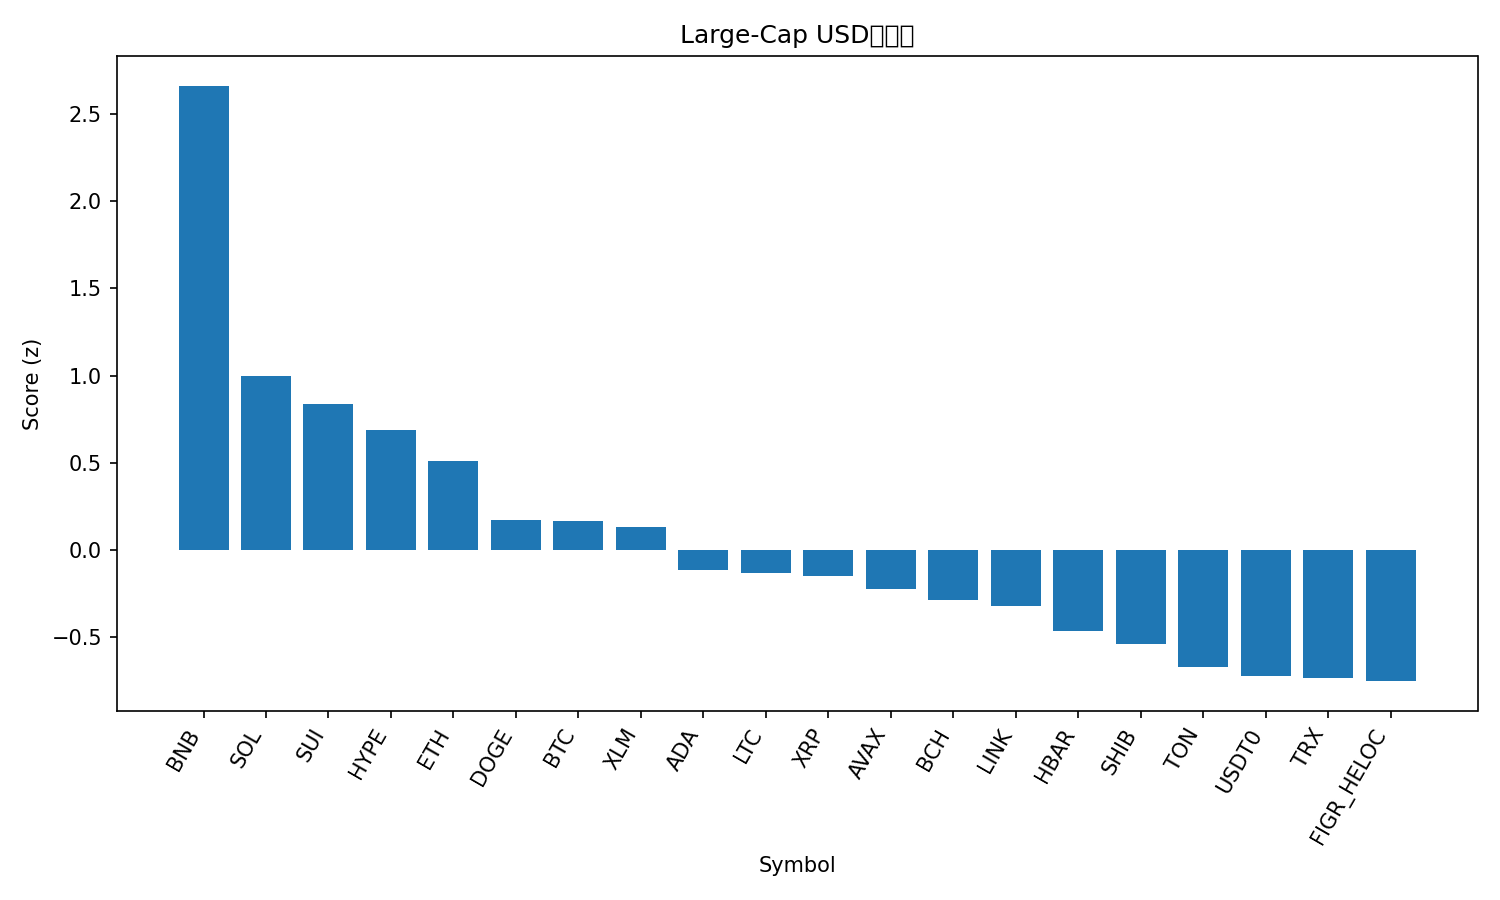 Large-Cap USD
Score (z)
2.5
2.0
1.5
1.0
0.5
0.0
−0.5
BNB
SOL
SUI
HYPE
ETH
DOGE
BTC
XLM
ADA
LTC
XRP
AVAX
BCH
LINK
HBAR
SHIB
TON
USDT0
TRX
FIGR_HELOC
Symbol